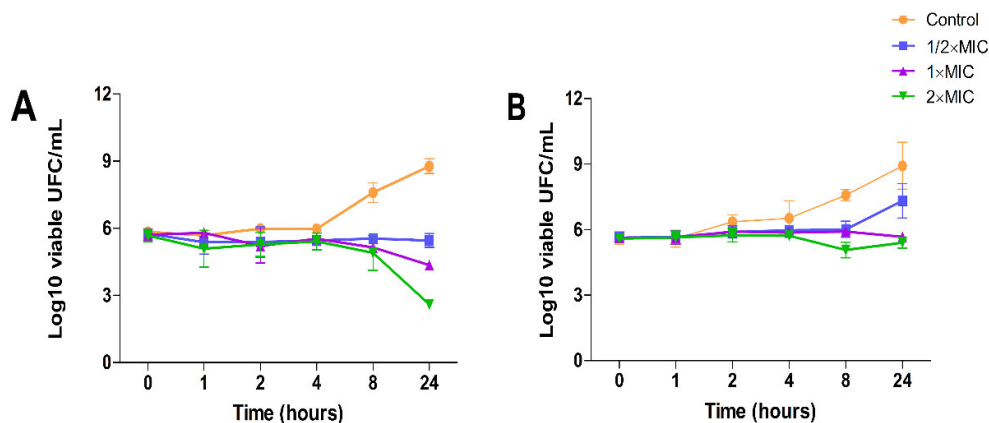 Control
1/2×MIC
1×MIC
2×MIC
A
Log10 viable UFC/mL
12
9
6
3
0
0 1 2 4 8 24
Time (hours)
B
Log10 viable UFC/mL
12
9
6
3
0
0 1 2 4 8 24
Time (hours)